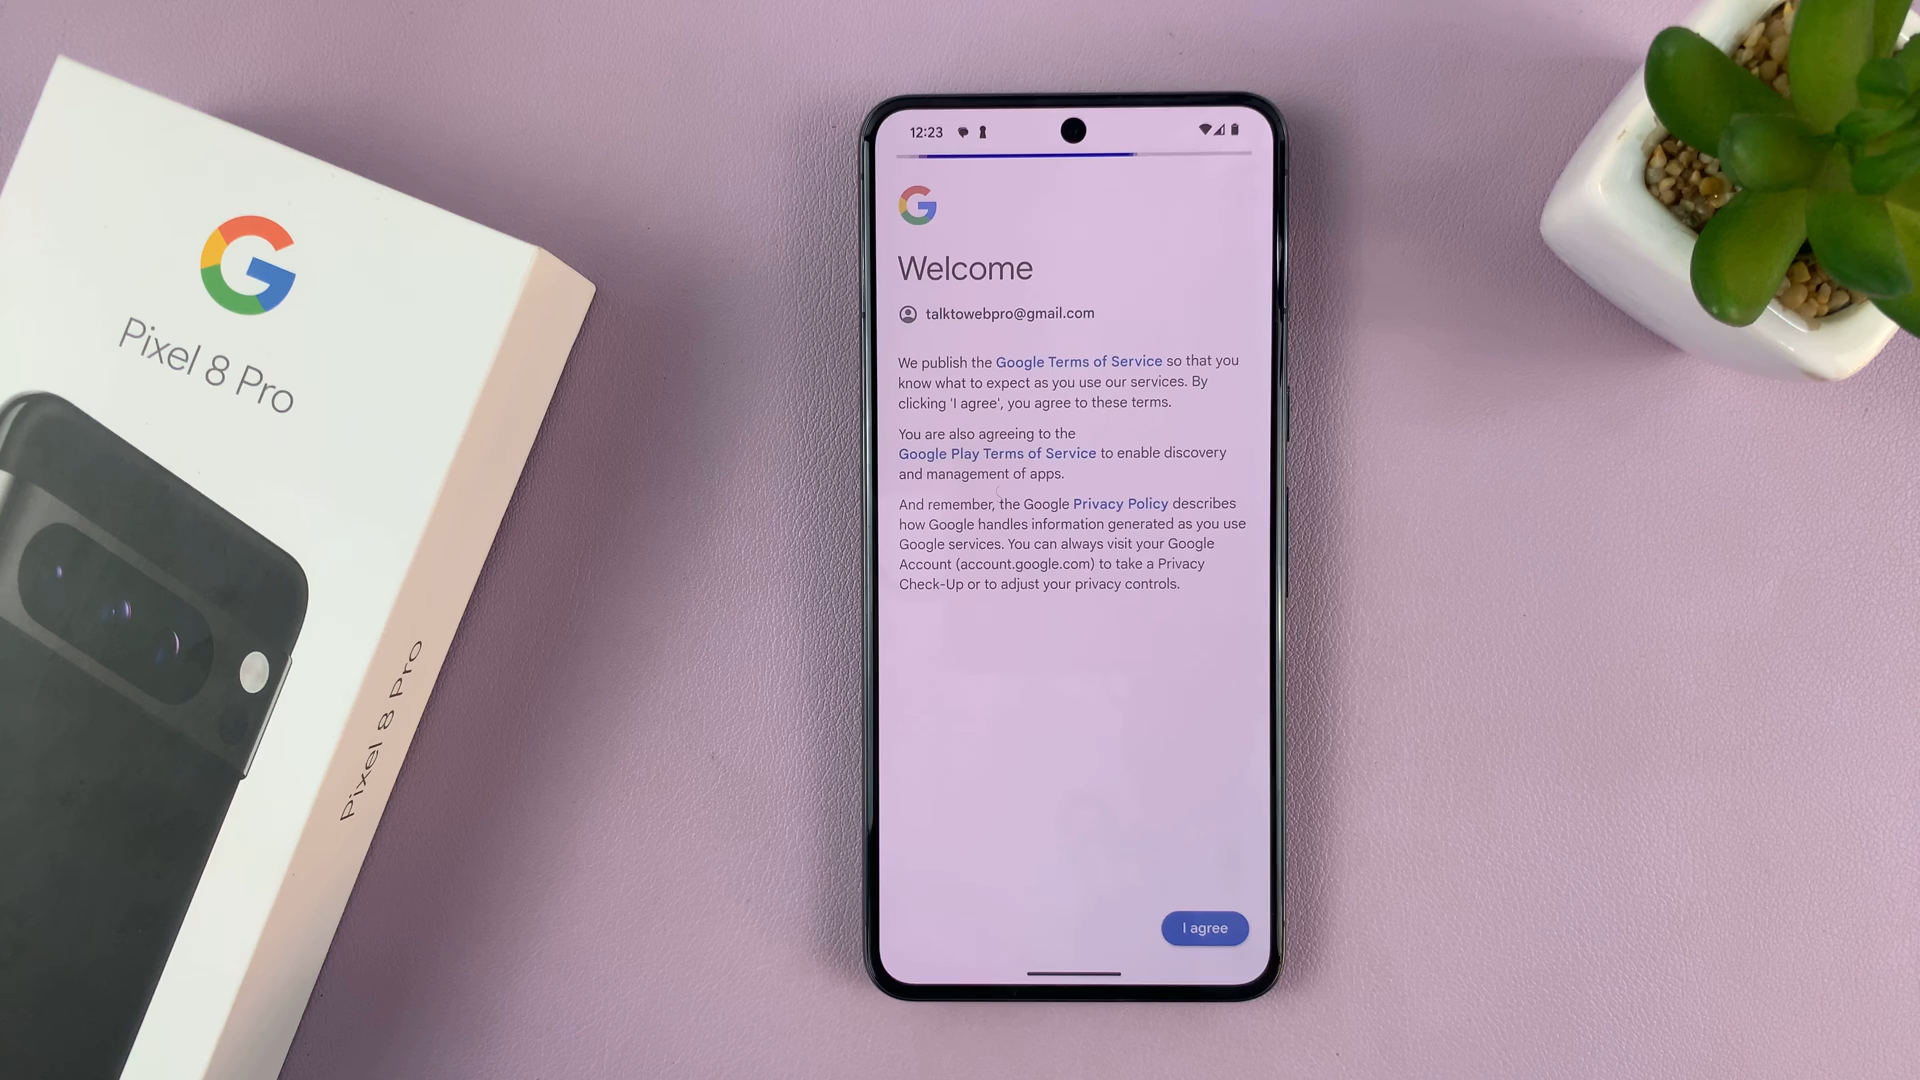 Pixel 8 Pro
Pixel 8 Pro
12:23
Welcome
talktowebpro@gmail.com
We publish the Google Terms of Service so that you
know what to expect as you use our services. By
clicking 'I agree', you agree to these terms.
You are also agreeing to the
Google Play Terms of Service to enable discovery
and management of apps.
And remember, the Google Privacy Policy describes
how Google handles information generated as you use
Google services. You can always visit your Google
Account (account.google.com) to take a Privacy
Check-Up or to adjust your privacy controls.
I agree